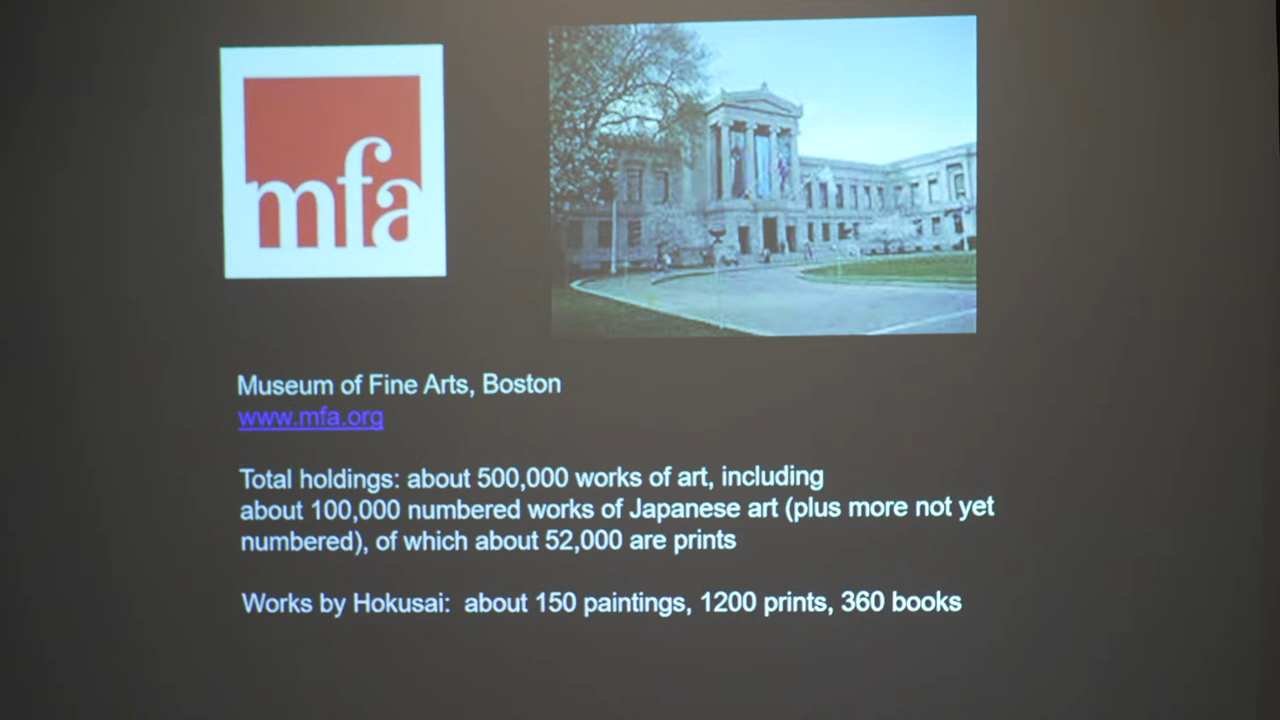 mfa
Museum of Fine Arts, Boston
www.mfa.org
Total holdings: about 500,000 works of art, including
about 100,000 numbered works of Japanese art (plus more not yet
numbered), of which about 52,000 are prints
Works by Hokusai: about 150 paintings, 1200 prints, 360 books